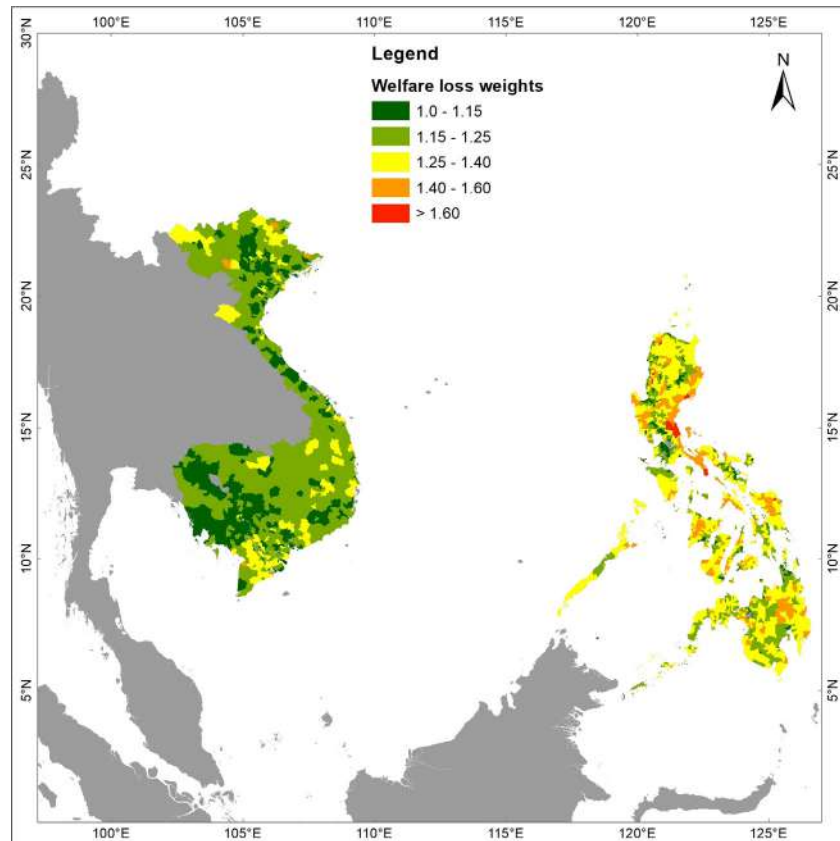 100°E 105°E 110°E 115°E 120°E 125°E
30°N
25°N
20°N
15°N
10°N
5°N
Legend
Welfare loss weights
1.0 - 1.15
1.15 - 1.25
1.25 - 1.40
1.40 - 1.60
> 1.60
N
25°N
20°N
15°N
10°N
5°N
100°E 105°E 110°E 115°E 120°E 125°E